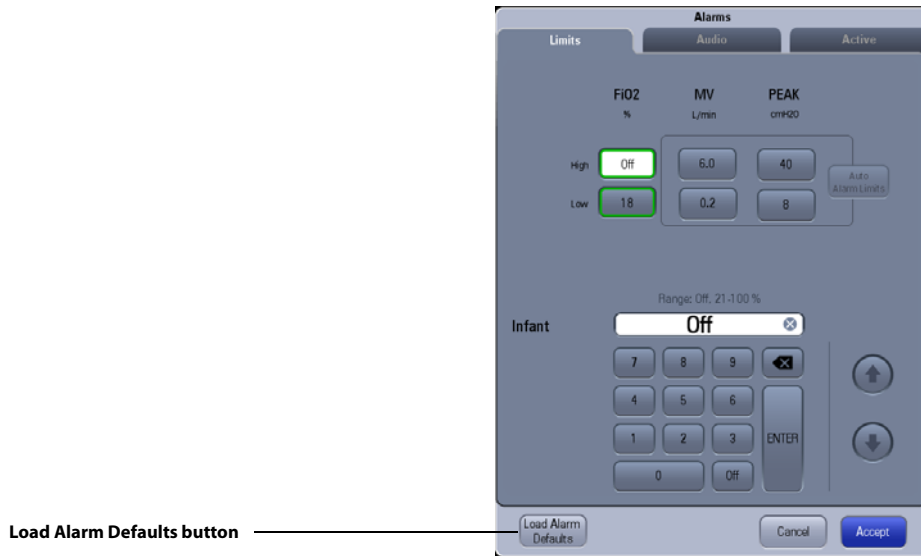 Alarms
Limits Audio Active
FiO2 MV PEAK
% L/min cmH2O
High Off 6.0 40
Auto
Alarm Limits
Low 18 0.2 8
Range: Off, 21-100 %
Infant Off
7 8 9
4 5 6
1 2 3 ENTER
0 Off
Load Alarm Defaults button
Load Alarm
Defaults
Cancel Accept